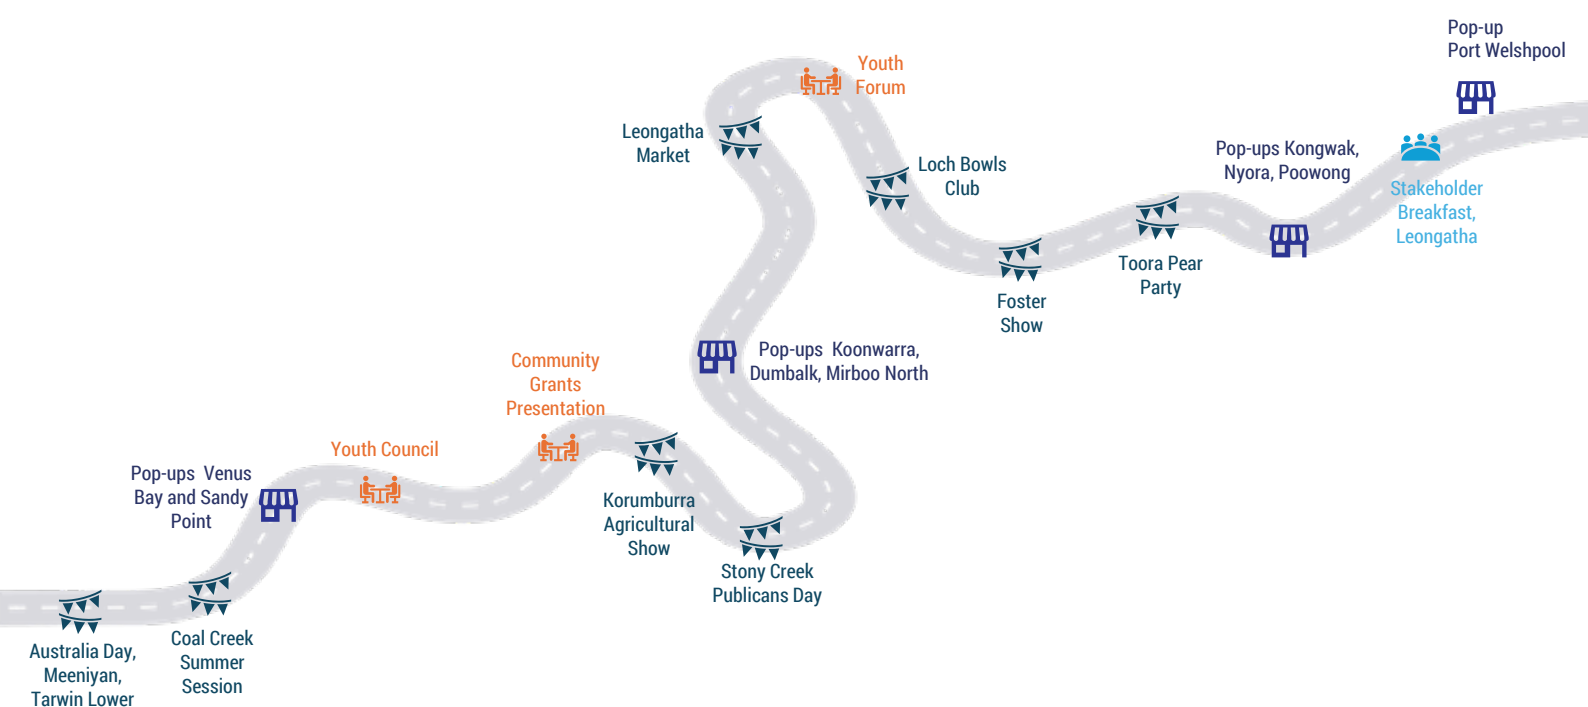 Pop-up
Port Welshpool
Youth
Forum
Leongatha
Market
Loch Bowls
Club
Pop-ups Kongwak,
Nyora, Poowong
Stakeholder
Breakfast,
Leongatha
Toora Pear
Party
Foster
Show
Pop-ups Koonwarra,
Dumbalk, Mirboo North
Community
Grants
Presentation
Youth Council
Pop-ups Venus
Bay and Sandy
Point
Korumburra
Agricultural
Show
Stony Creek
Publicans Day
Coal Creek
Summer
Session
Australia Day,
Meeniyan,
Tarwin Lower